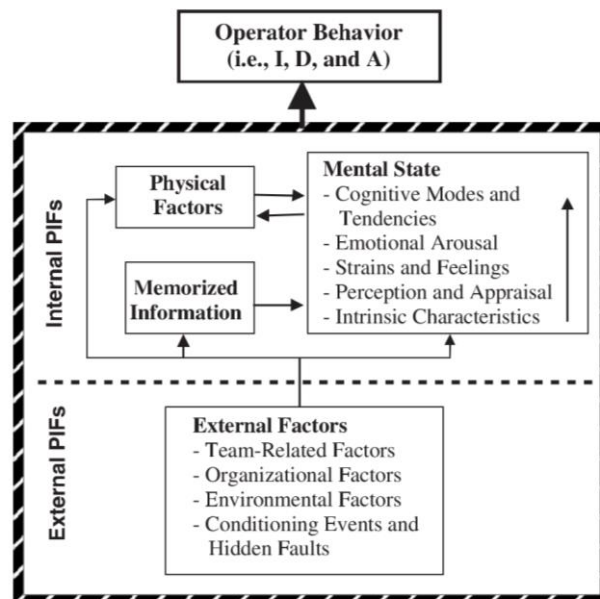 Operator Behavior
(i.e., I, D, and A)
Internal PIFs
Physical
Factors
Mental State
- Cognitive Modes and
Tendencies
- Emotional Arousal
- Strains and Feelings
- Perception and Appraisal
- Intrinsic Characteristics
Memorized
Information
External PIFs
External Factors
- Team-Related Factors
- Organizational Factors
- Environmental Factors
- Conditioning Events and
Hidden Faults